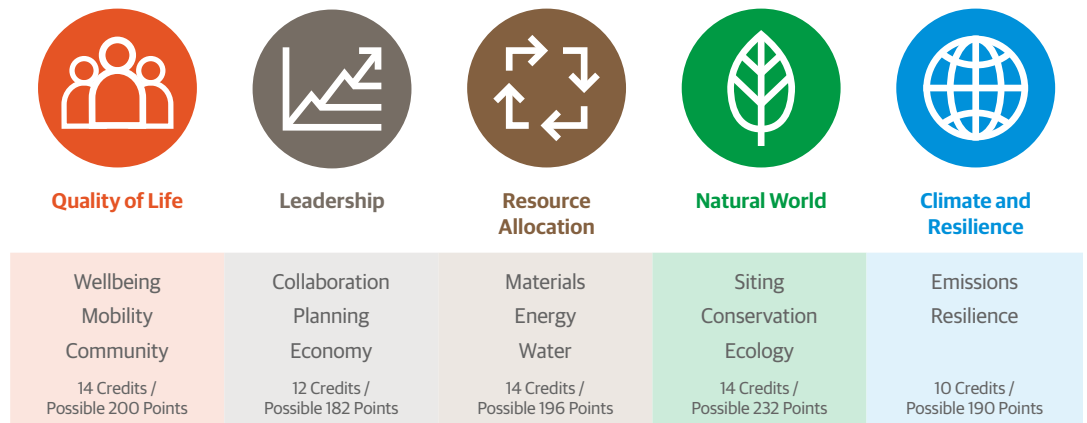 Quality of Life
Leadership
Resource
Allocation
Natural World
Climate and
Resilience
Wellbeing
Mobility
Community
14 Credits /
Possible 200 Points
Collaboration
Planning
Economy
12 Credits /
Possible 182 Points
Materials
Energy
Water
14 Credits /
Possible 196 Points
Siting
Conservation
Ecology
14 Credits /
Possible 232 Points
Emissions
Resilience
10 Credits /
Possible 190 Points